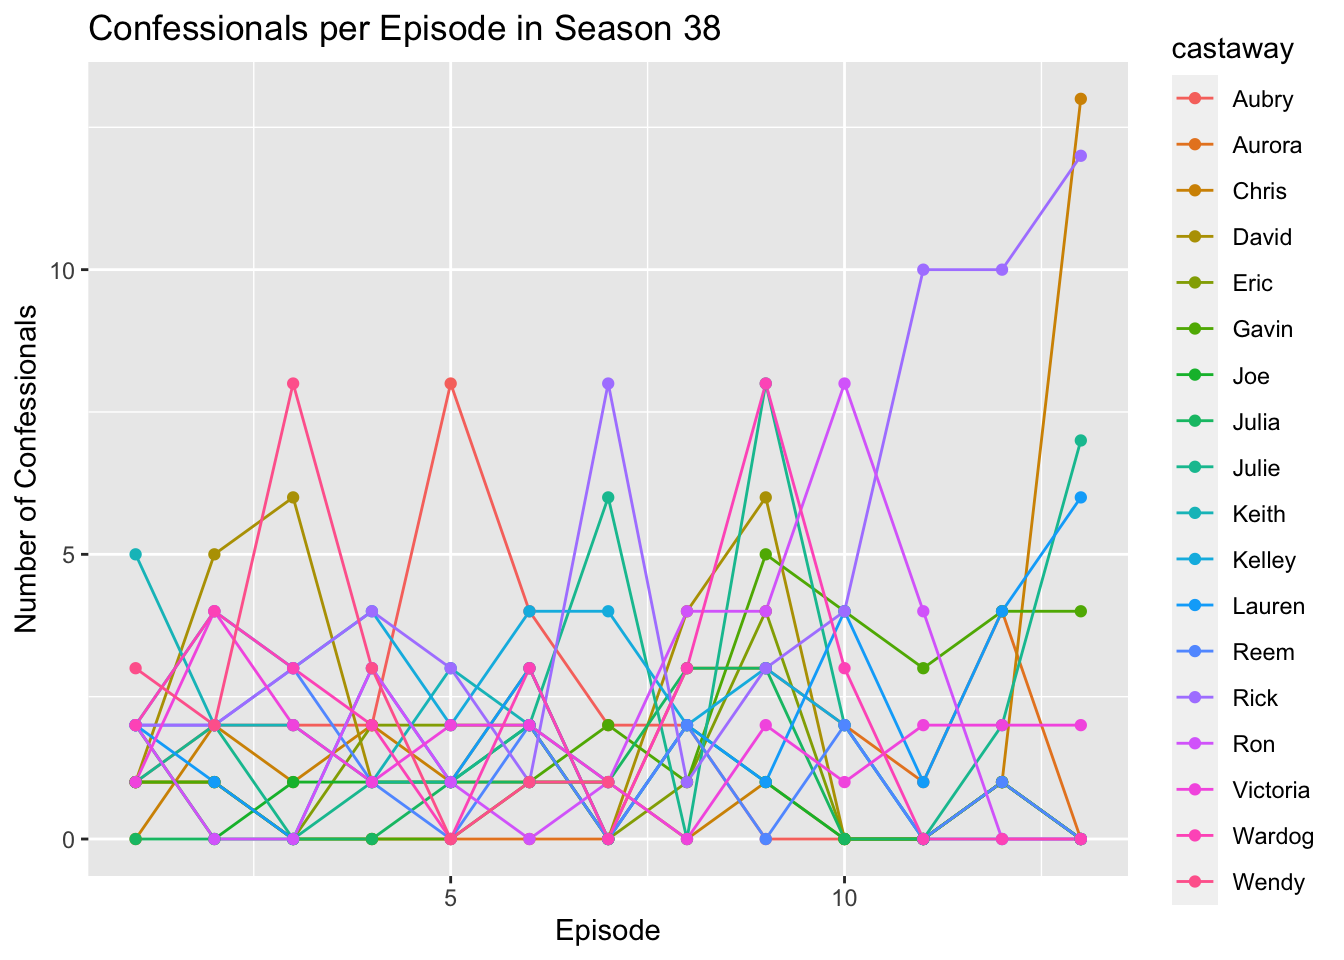 Confessionals per Episode in Season 38
castaway
Aubry
Aurora
Chris
David
Eric
Gavin
Joe
Julia
Julie
Keith
Kelley
Lauren
Reem
Rick
Ron
Victoria
Wardog
Wendy
Number of Confessionals
10
5
0
5
10
Episode